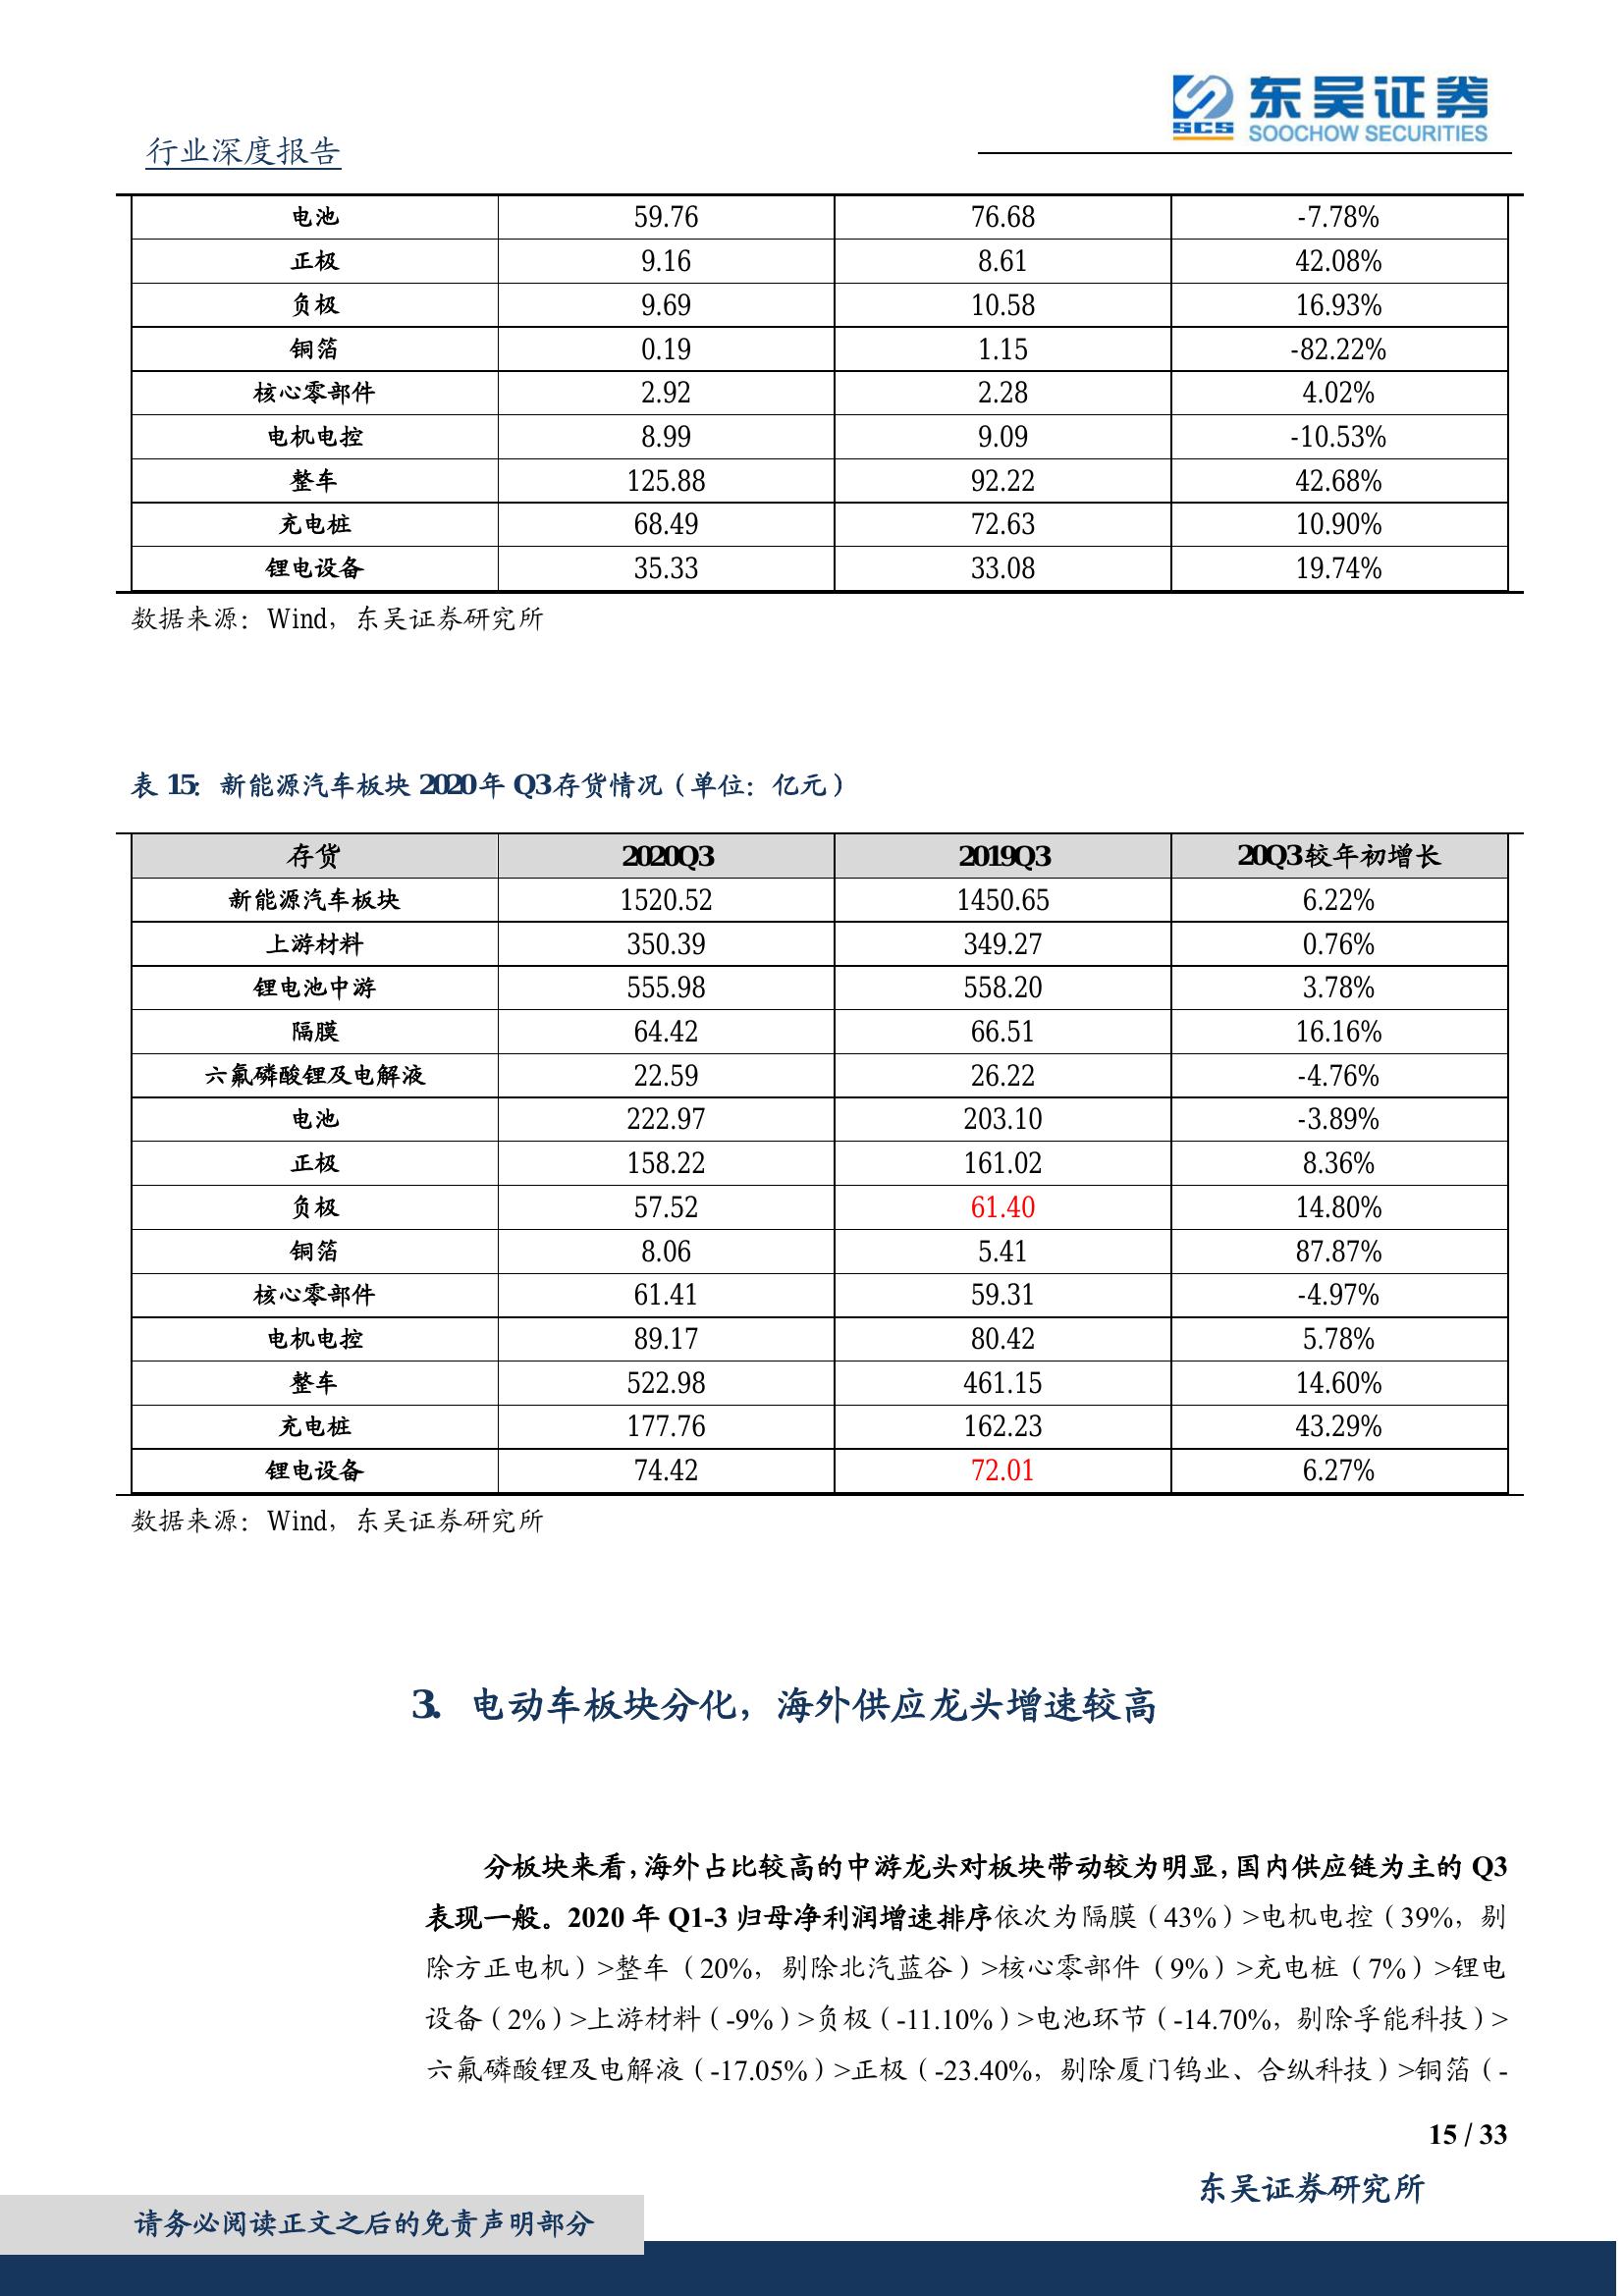 东吴证券
SCS
SOOCHOW SECURITIES
行业深度报告
电池 59.76 76.68 -7.78%
正极 9.16 8.61 42.08%
负极 9.69 10.58 16.93%
铜箔 0.19 1.15 -82.22%
核心零部件 2.92 2.28 4.02%
电机电控 8.99 9.09 -10.53%
整车 125.88 92.22 42.68%
充电桩 68.49 72.63 10.90%
锂电设备 35.33 33.08 19.74%
数据来源：Wind，东吴证券研究所
表 15：新能源汽车板块 2020 年 Q3 存货情况（单位：亿元）
存货 2020Q3 2019Q3 20Q3 较年初增长
新能源汽车板块 1520.52 1450.65 6.22%
上游材料 350.39 349.27 0.76%
锂电池中游 555.98 558.20 3.78%
隔膜 64.42 66.51 16.16%
六氟磷酸锂及电解液 22.59 26.22 -4.76%
电池 222.97 203.10 -3.89%
正极 158.22 161.02 8.36%
负极 57.52 61.40 14.80%
铜箔 8.06 5.41 87.87%
核心零部件 61.41 59.31 -4.97%
电机电控 89.17 80.42 5.78%
整车 522.98 461.15 14.60%
充电桩 177.76 162.23 43.29%
锂电设备 74.42 72.01 6.27%
数据来源：Wind，东吴证券研究所
3. 电动车板块分化，海外供应龙头增速较高
分板块来看，海外占比较高的中游龙头对板块带动较为明显，国内供应链为主的 Q3
表现一般。2020 年 Q1-3 归母净利润增速排序依次为隔膜（43%）>电机电控（39%，剔
除方正电机）>整车（20%，剔除北汽蓝谷）>核心零部件（9%）>充电桩（7%）>锂电
设备（2%）>上游材料（-9%）>负极（-11.10%）>电池环节（-14.70%，剔除孚能科技）>
六氟磷酸锂及电解液（-17.05%）>正极（-23.40%，剔除厦门钨业、合纵科技）>铜箔（-
15 / 33
东吴证券研究所
请务必阅读正文之后的免责声明部分